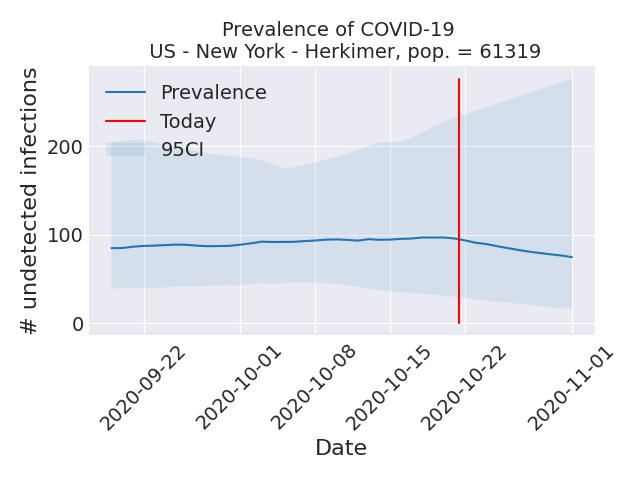 Prevalence of COVID-19
US - New York - Herkimer, pop. = 61319
Prevalence
Today
95CI
# undetected infections
200
100
0
2020-09-22
2020-10-01
2020-10-08
2020-10-15
2020-10-22
2020-11-01
Date